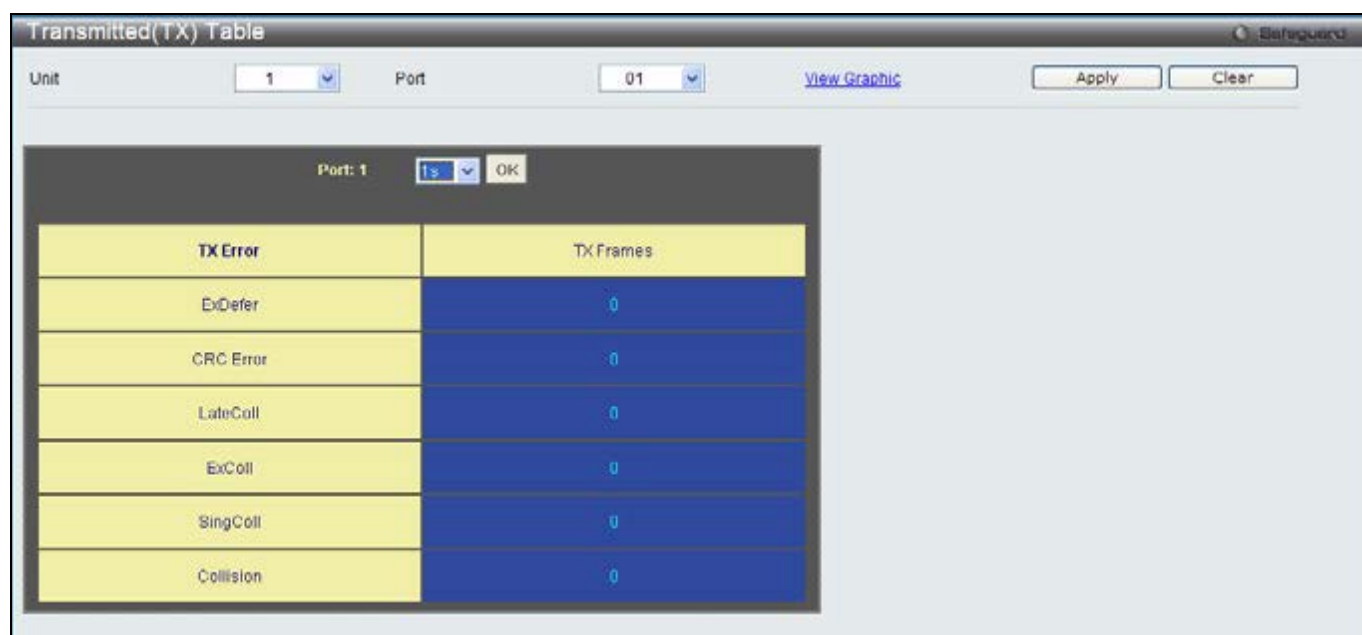 Transmitted(TX) Table
Safeguard
Unit 1 Port 01 View Graphic Apply Clear
Port: 1 1s OK
TX Error TX Frames
ExDefer 0
CRC Error 0
LateColl 0
ExColl 0
SingColl 0
Collision 0